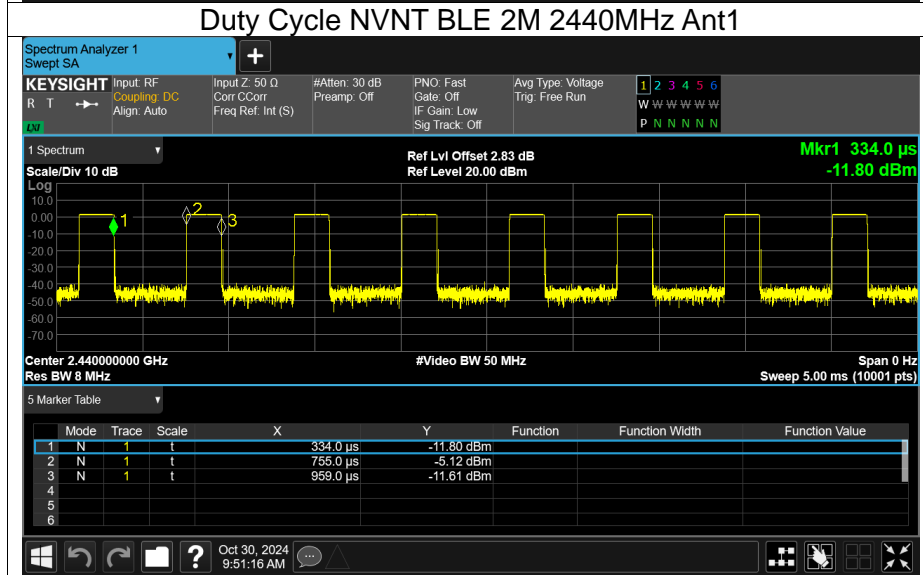 Duty Cycle NVNT BLE 2M 2440MHz Ant1
Spectrum Analyzer 1
Swept SA
+
KEYSIGHT Input: RF Input Z: 50 Ω #Atten: 30 dB PNO: Fast Avg Type: Voltage 1 2 3 4 5 6
R T Coupling: DC Corr CCorr Preamp: Off Gate: Off Trig: Free Run W W W W W W
Align: Auto Freq Ref: Int (S) IF Gain: Low P N N N N N
LXI Sig Track: Off
1 Spectrum Ref Lvl Offset 2.83 dB Mkr1 334.0 µs
Scale/Div 10 dB Ref Level 20.00 dBm -11.80 dBm
Log
10.0
0.00
-10.0
-20.0
-30.0
-40.0
-50.0
-60.0
-70.0
1
2
3
Center 2.440000000 GHz #Video BW 50 MHz Span 0 Hz
Res BW 8 MHz Sweep 5.00 ms (10001 pts)
5 Marker Table
Mode Trace Scale X Y Function Function Width Function Value
1 N 1 t 334.0 µs -11.80 dBm
2 N 1 t 755.0 µs -5.12 dBm
3 N 1 t 959.0 µs -11.61 dBm
4
5
6
? Oct 30, 2024
9:51:16 AM